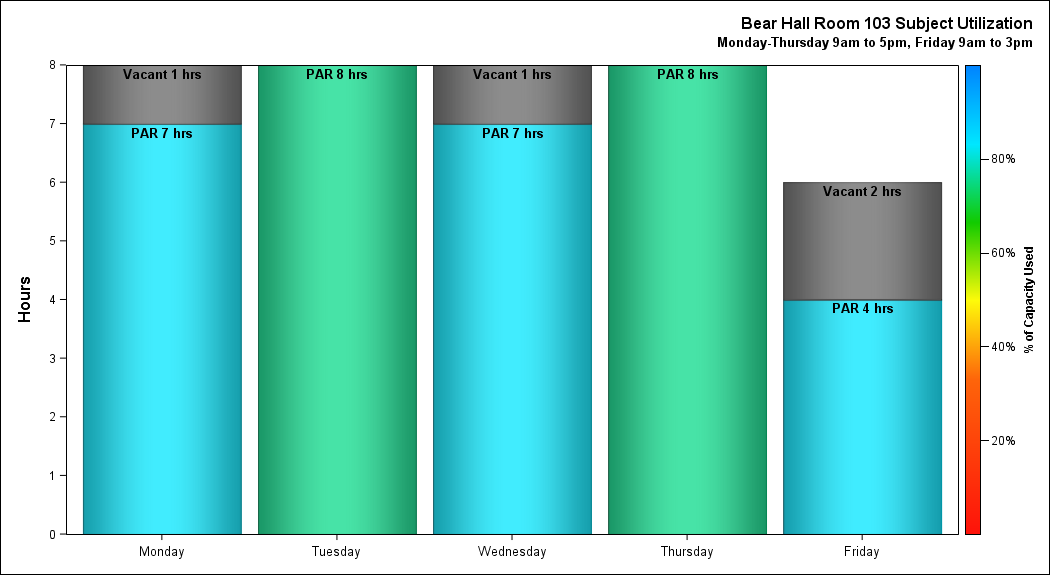 Bear Hall Room 103 Subject Utilization
Monday-Thursday 9am to 5pm, Friday 9am to 3pm
Hours
8
7
6
5
4
3
2
1
0
Vacant 1 hrs
PAR 7 hrs
PAR 8 hrs
Vacant 1 hrs
PAR 7 hrs
PAR 8 hrs
Vacant 2 hrs
PAR 4 hrs
Monday
Tuesday
Wednesday
Thursday
Friday
80%
60%
40%
20%
% of Capacity Used